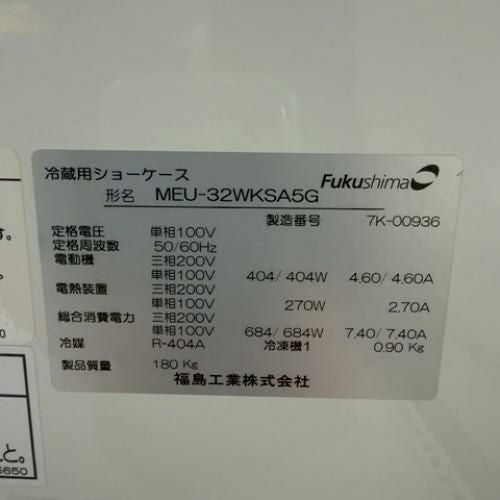 冷蔵用ショーケース
Fukushima
形名 MEU-32WKSA5G
製造番号 7K-00936
定格電圧 単相100V
定格周波数 50/60Hz
電動機 三相200V
単相100V 404/404W 4.60/4.60A
電熱装置 三相200V
単相100V 270W 2.70A
総合消費電力 三相200V
単相100V 684/684W 7.40/7.40A
冷媒 R-404A 冷凍機1 0.90Kg
製品質量 180Kg
福島工業株式会社
す。
。
0
と。
5650